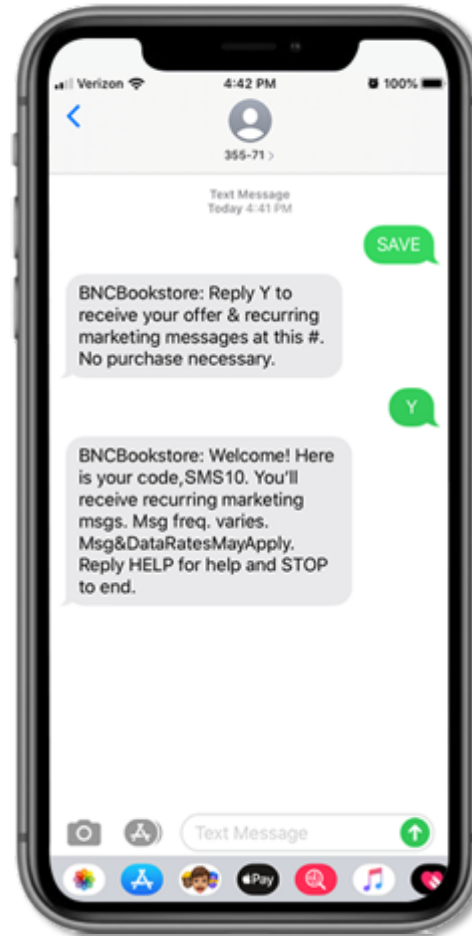 Verizon 4:42 PM 100%
355-71 >
Text Message
Today 4:41 PM
SAVE
BNCBookstore: Reply Y to
receive your offer & recurring
marketing messages at this #.
No purchase necessary.
Y
BNCBookstore: Welcome! Here
is your code,SMS10. You'll
receive recurring marketing
msgs. Msg freq. varies.
Msg&DataRatesMayApply.
Reply HELP for help and STOP
to end.
Text Message
Pay